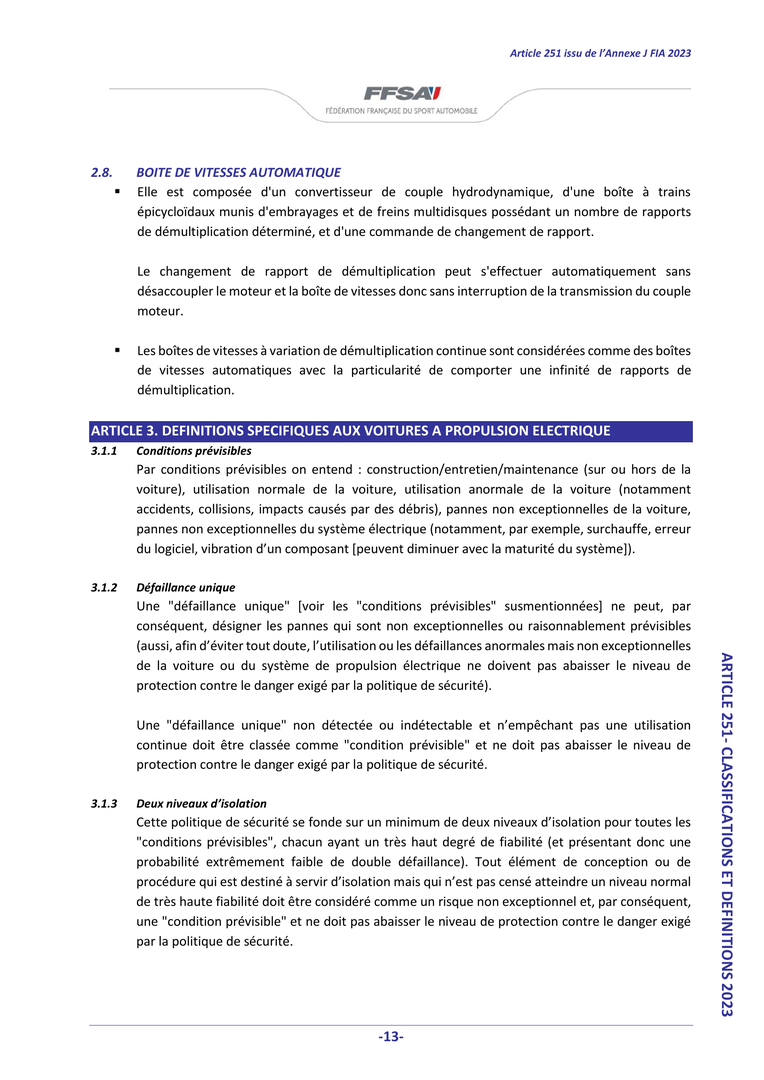 Article 251 issu de l’Annexe J FIA 2023
FFSA
FÉDÉRATION FRANÇAISE DU SPORT AUTOMOBILE
2.8. BOITE DE VITESSES AUTOMATIQUE
▪ Elle est composée d'un convertisseur de couple hydrodynamique, d'une boîte à trains
épicycloïdaux munis d'embrayages et de freins multidisques possédant un nombre de rapports
de démultiplication déterminé, et d'une commande de changement de rapport.
Le changement de rapport de démultiplication peut s'effectuer automatiquement sans
désaccoupler le moteur et la boîte de vitesses donc sans interruption de la transmission du couple
moteur.
▪ Les boîtes de vitesses à variation de démultiplication continue sont considérées comme des boîtes
de vitesses automatiques avec la particularité de comporter une infinité de rapports de
démultiplication.
ARTICLE 3. DEFINITIONS SPECIFIQUES AUX VOITURES A PROPULSION ELECTRIQUE
3.1.1 Conditions prévisibles
Par conditions prévisibles on entend : construction/entretien/maintenance (sur ou hors de la
voiture), utilisation normale de la voiture, utilisation anormale de la voiture (notamment
accidents, collisions, impacts causés par des débris), pannes non exceptionnelles de la voiture,
pannes non exceptionnelles du système électrique (notamment, par exemple, surchauffe, erreur
du logiciel, vibration d’un composant [peuvent diminuer avec la maturité du système]).
3.1.2 Défaillance unique
Une "défaillance unique" [voir les "conditions prévisibles" susmentionnées] ne peut, par
conséquent, désigner les pannes qui sont non exceptionnelles ou raisonnablement prévisibles
(aussi, afin d’éviter tout doute, l’utilisation ou les défaillances anormales mais non exceptionnelles
de la voiture ou du système de propulsion électrique ne doivent pas abaisser le niveau de
protection contre le danger exigé par la politique de sécurité).
Une "défaillance unique" non détectée ou indétectable et n’empêchant pas une utilisation
continue doit être classée comme "condition prévisible" et ne doit pas abaisser le niveau de
protection contre le danger exigé par la politique de sécurité.
3.1.3 Deux niveaux d’isolation
Cette politique de sécurité se fonde sur un minimum de deux niveaux d’isolation pour toutes les
"conditions prévisibles", chacun ayant un très haut degré de fiabilité (et présentant donc une
probabilité extrêmement faible de double défaillance). Tout élément de conception ou de
procédure qui est destiné à servir d’isolation mais qui n’est pas censé atteindre un niveau normal
de très haute fiabilité doit être considéré comme un risque non exceptionnel et, par conséquent,
une "condition prévisible" et ne doit pas abaisser le niveau de protection contre le danger exigé
par la politique de sécurité.
ARTICLE 251- CLASSIFICATIONS ET DEFINITIONS 2023
-13-